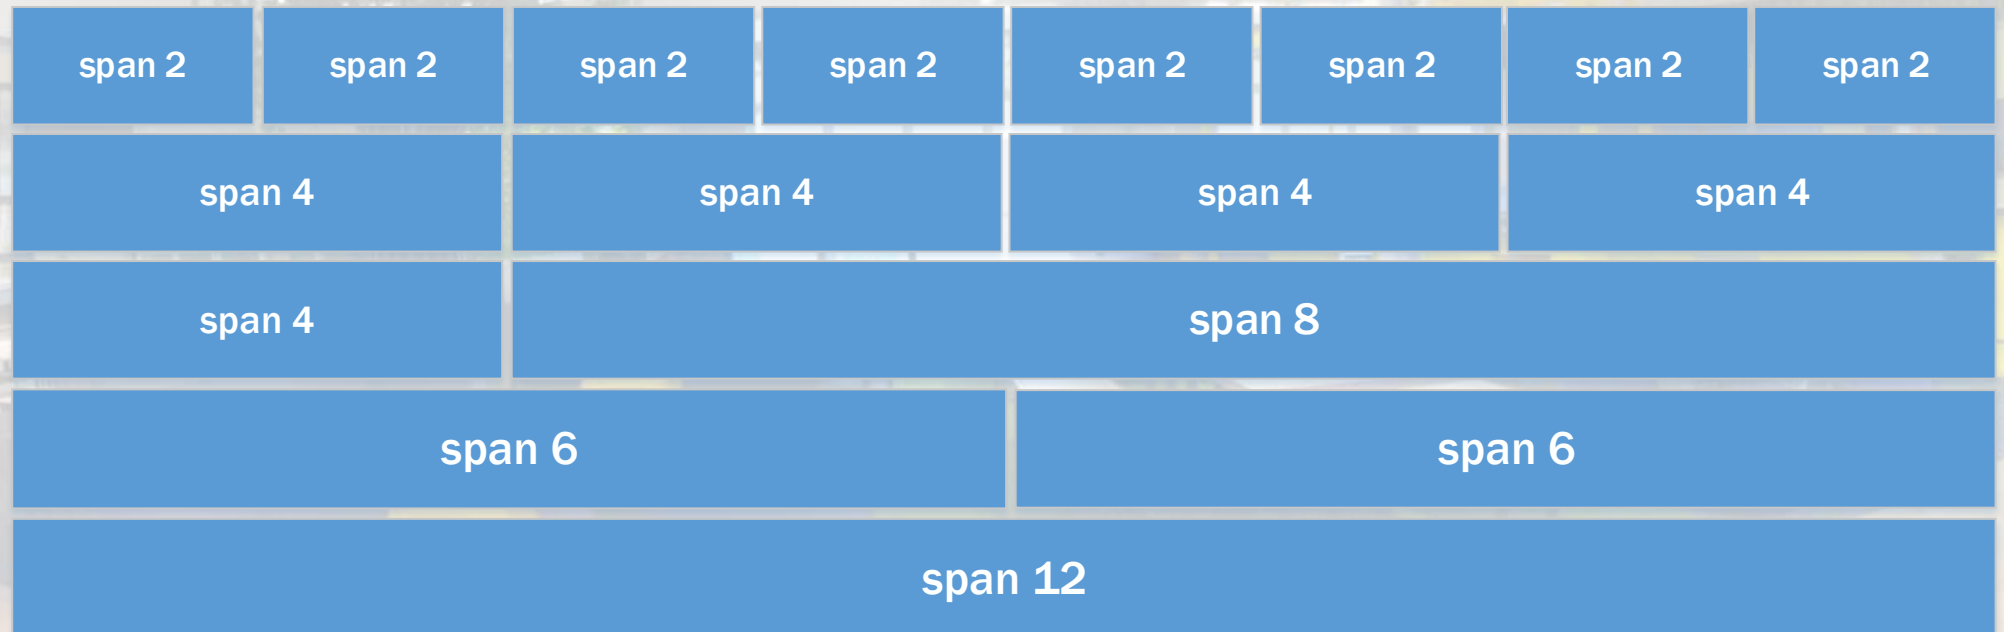 span 2 span 2 span 2 span 2 span 2 span 2 span 2 span 2
span 4 span 4 span 4 span 4
span 4 span 8
span 6 span 6
span 12